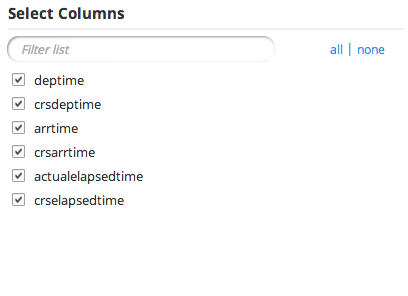 Select Columns
Filter list
all | none
deptime
crsdeptime
arrtime
crsarrtime
actualelapsedtime
crselapsedtime